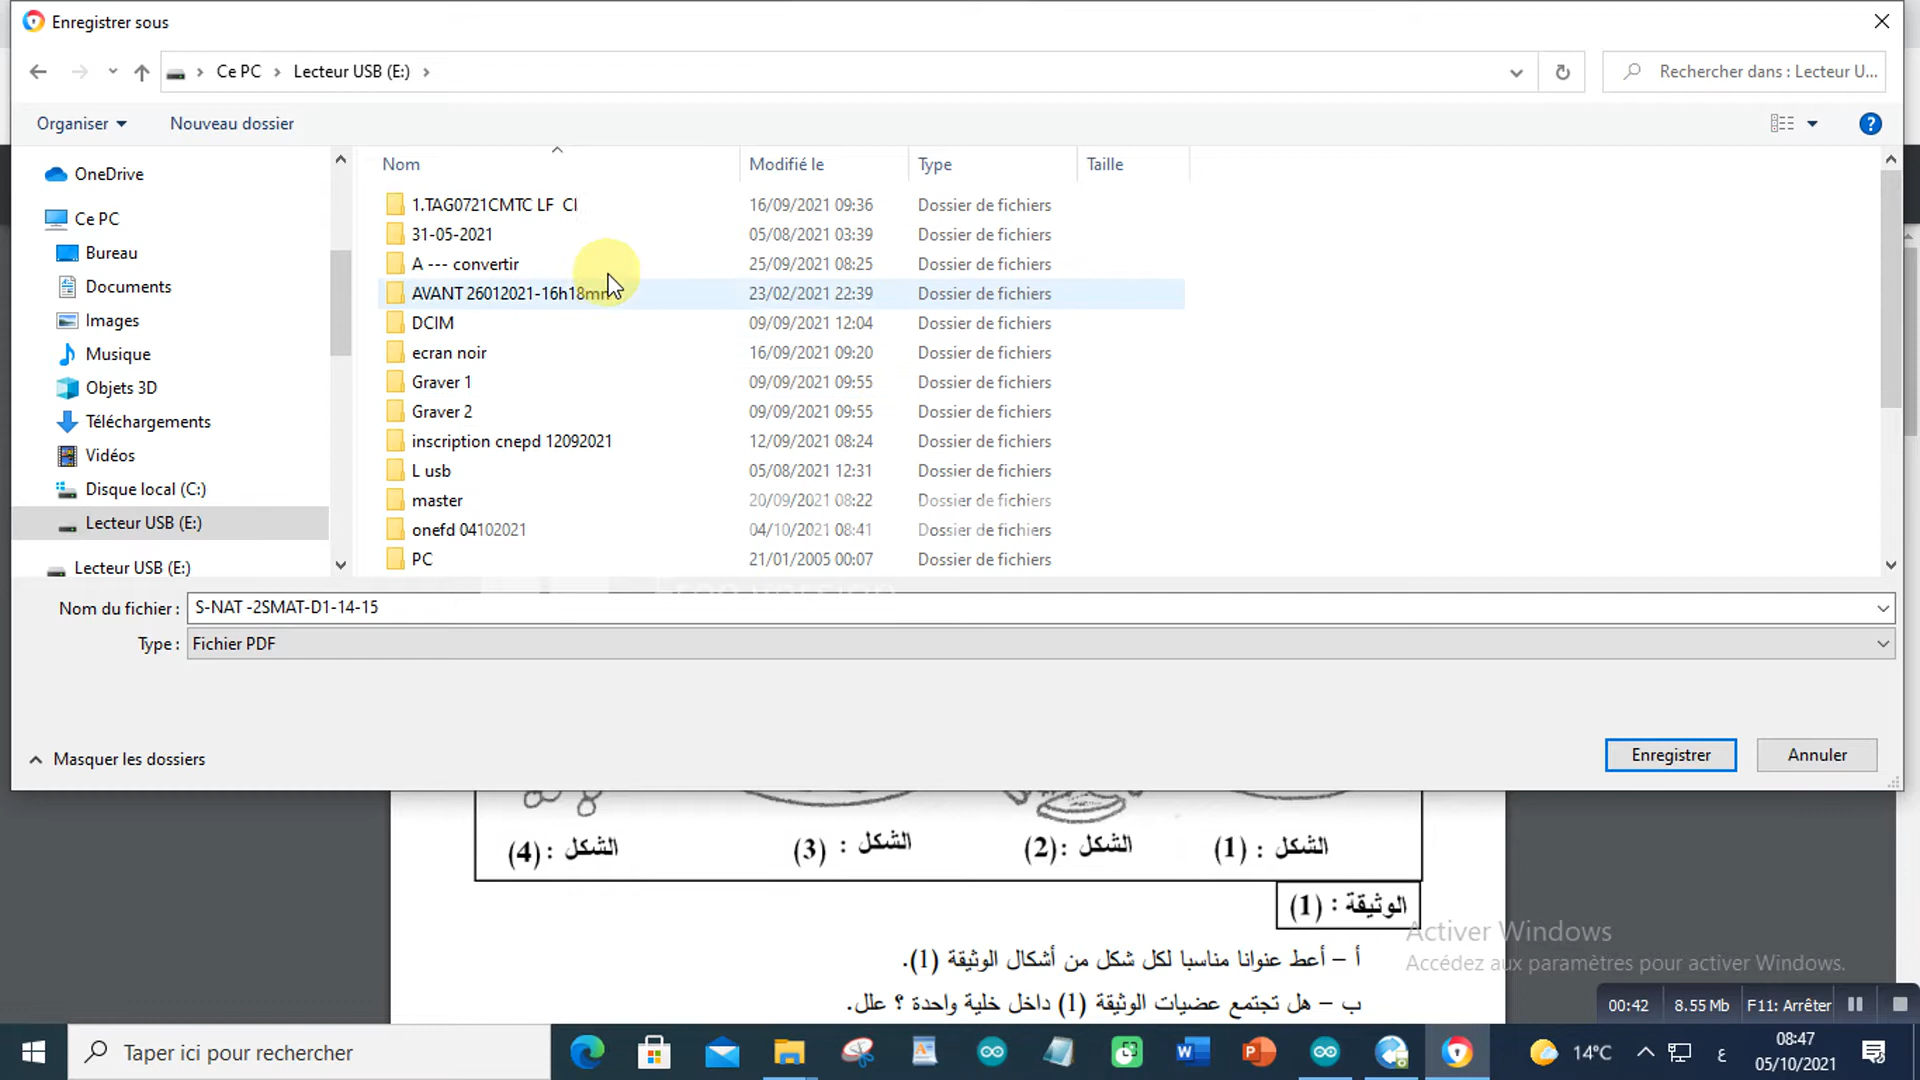 Enregistrer sous
Ce PC > Lecteur USB (E:) >
Rechercher dans : Lecteur U...
Organiser
Nouveau dossier
OneDrive
Ce PC
Bureau
Documents
Images
Musique
Objets 3D
Téléchargements
Vidéos
Disque local (C:)
Lecteur USB (E:)
Lecteur USB (E:)
Nom Modifié le Type Taille
1.TAG0721CMTC LF CI 16/09/2021 09:36 Dossier de fichiers
31-05-2021 05/08/2021 03:39 Dossier de fichiers
A --- convertir 25/09/2021 08:25 Dossier de fichiers
AVANT 26012021-16h18mn 23/02/2021 22:39 Dossier de fichiers
DCIM 09/09/2021 12:04 Dossier de fichiers
ecran noir 16/09/2021 09:20 Dossier de fichiers
Graver 1 09/09/2021 09:55 Dossier de fichiers
Graver 2 09/09/2021 09:55 Dossier de fichiers
inscription cnepd 12092021 12/09/2021 08:24 Dossier de fichiers
L usb 05/08/2021 12:31 Dossier de fichiers
master 20/09/2021 08:22 Dossier de fichiers
onefd 04102021 04/10/2021 08:41 Dossier de fichiers
PC 21/01/2005 00:07 Dossier de fichiers
Nom du fichier : S-NAT -2SMAT-D1-14-15
Type : Fichier PDF
Masquer les dossiers
Enregistrer
Annuler
الشكل : (1) الشكل :(2) الشكل : (3) الشكل :(4)
الوثيقة : (1)
أ – أعط عنوانا مناسبا لكل شكل من أشكال الوثيقة (1).
ب – هل تجتمع عضيات الوثيقة (1) داخل خلية واحدة ؟ علل.
Activer Windows
Accédez aux paramètres pour activer Windows.
00:42 8.55 Mb F11: Arrêter
Taper ici pour rechercher
14°C
ع
08:47
05/10/2021